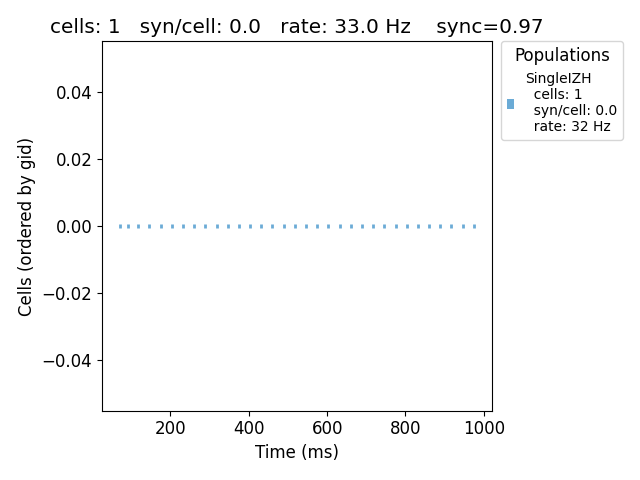 cells: 1   syn/cell: 0.0   rate: 33.0 Hz    sync=0.97
Populations
SingleIZH
cells: 1
syn/cell: 0.0
rate: 32 Hz
0.04
0.02
0.00
−0.02
−0.04
Cells (ordered by gid)
200
400
600
800
1000
Time (ms)